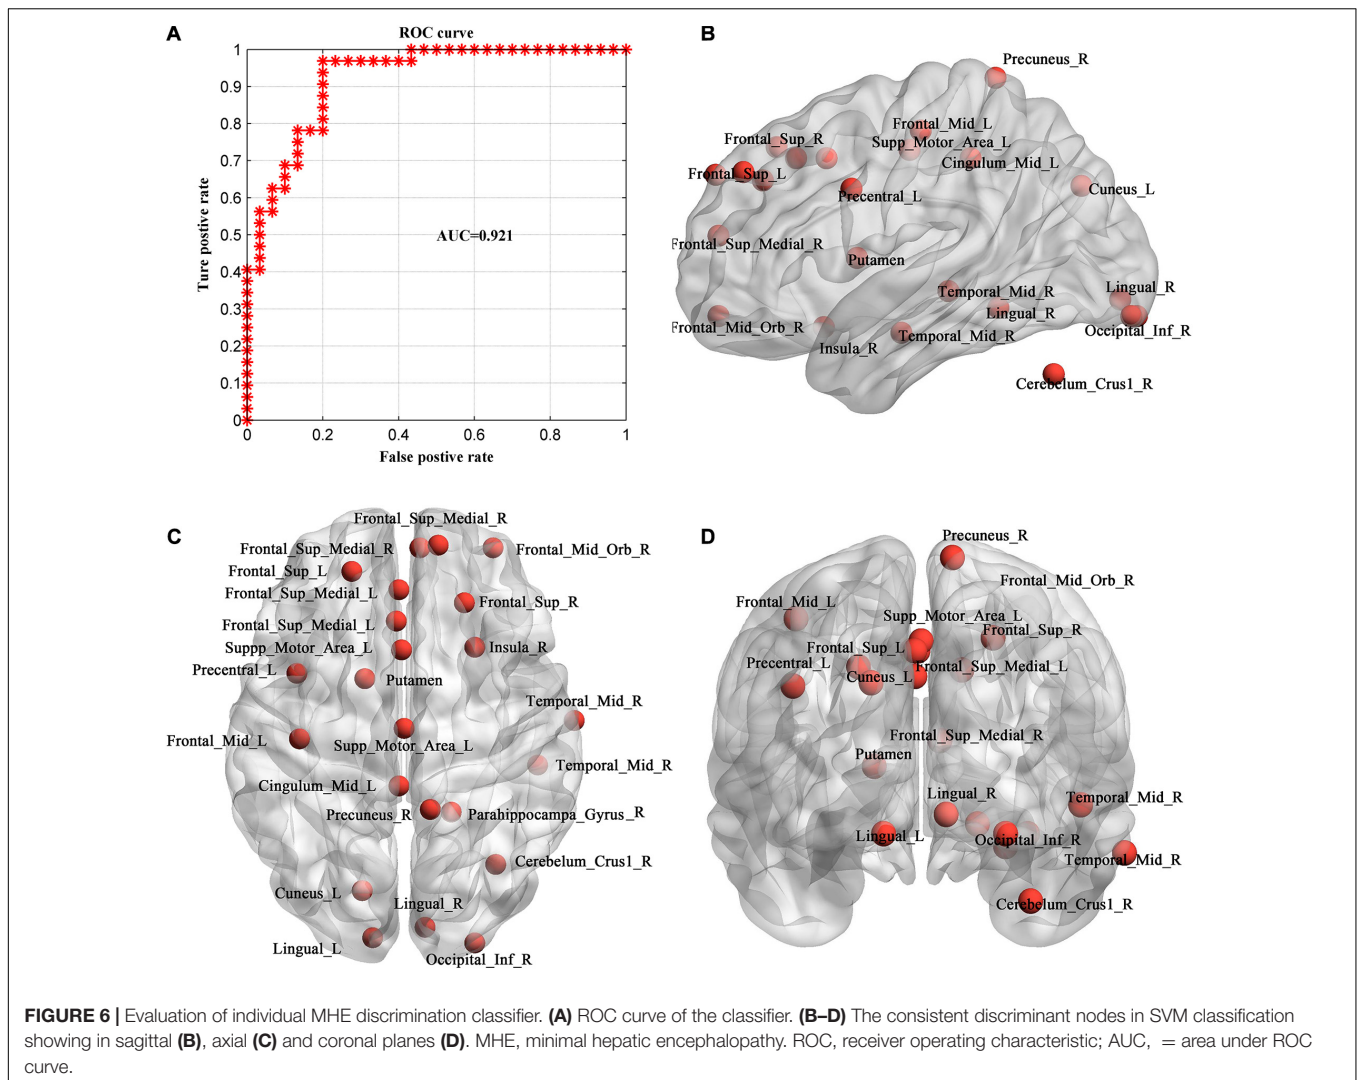 A
ROC curve
1
0.9
0.8
0.7
0.6
0.5
0.4
0.3
0.2
0.1
0
Ture postive rate
AUC=0.921
0
0.2
0.4
0.6
0.8
1
False postive rate
B
Precuneus_R
Frontal_Mid_L
Frontal_Sup_R
Supp_Motor_Area_L
Cingulum_Mid_L
Frontal_Sup_L
Cuneus_L
Precentral_L
Frontal_Sup_Medial_R
Putamen
Temporal_Mid_R
Lingual_R
Lingual_R
Frontal_Mid_Orb_R
Occipital_Inf_R
Temporal_Mid_R
Insula_R
Cerebelum_Crus1_R
C
Frontal_Sup_Medial_R
Frontal_Sup_Medial_R
Frontal_Mid_Orb_R
Frontal_Sup_L
Frontal_Sup_Medial_L
Frontal_Sup_R
Frontal_Sup_Medial_L
Suppp_Motor_Area_L
Insula_R
Precentral_L
Putamen
Temporal_Mid_R
Frontal_Mid_L
Supp_Motor_Area_L
Temporal_Mid_R
Cingulum_Mid_L
Precuneus_R
Parahippocampa_Gyrus_R
Cerebelum_Crus1_R
Cuneus_L
Lingual_R
Lingual_L
Occipital_Inf_R
D
Precuneus_R
Frontal_Mid_Orb_R
Frontal_Mid_L
Supp_Motor_Area_L
Frontal_Sup_R
Frontal_Sup_L
Precentral_L
Frontal_Sup_Medial_L
Cuneus_L
Frontal_Sup_Medial_R
Putamen
Lingual_R
Temporal_Mid_R
Lingual_L
Occipital_Inf_R
Temporal_Mid_R
Cerebelum_Crus1_R
FIGURE 6 | Evaluation of individual MHE discrimination classifier. (A) ROC curve of the classifier. (B–D) The consistent discriminant nodes in SVM classification
showing in sagittal (B), axial (C) and coronal planes (D). MHE, minimal hepatic encephalopathy. ROC, receiver operating characteristic; AUC, = area under ROC
curve.